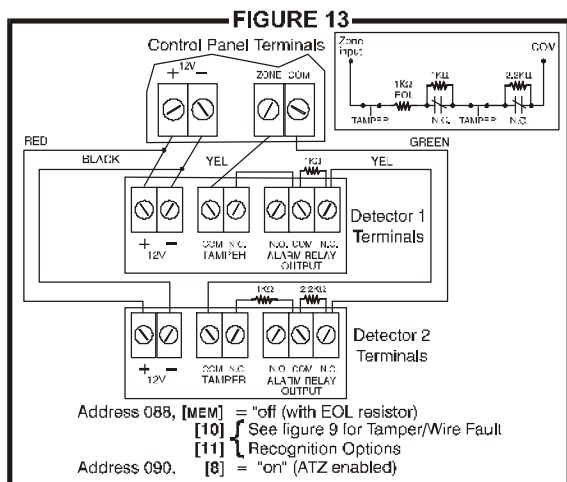 FIGURE 13
Control Panel Terminals
+ 12V −
ZONE COM
Zone input
COM
1KΩ EOL
1KΩ
2.2KΩ
TAMPER N.C. TAMPER N.C.
RED
BLACK
YEL
1KΩ
YEL
GREEN
Detector 1 Terminals
+ −
12V
COM N.C.
TAMPER
N.O. COM N.C.
ALARM RELAY
OUTPUT
1KΩ
2.2KΩ
Detector 2 Terminals
+ −
12V
COM N.C.
TAMPER
N.O. COM N.C.
ALARM RELAY
OUTPUT
Address 088, [MEM] = "off (with EOL resistor)
[10] { See figure 9 for Tamper/Wire Fault
[11] Recognition Options
Address 090, [8] = "on" (ATZ enabled)